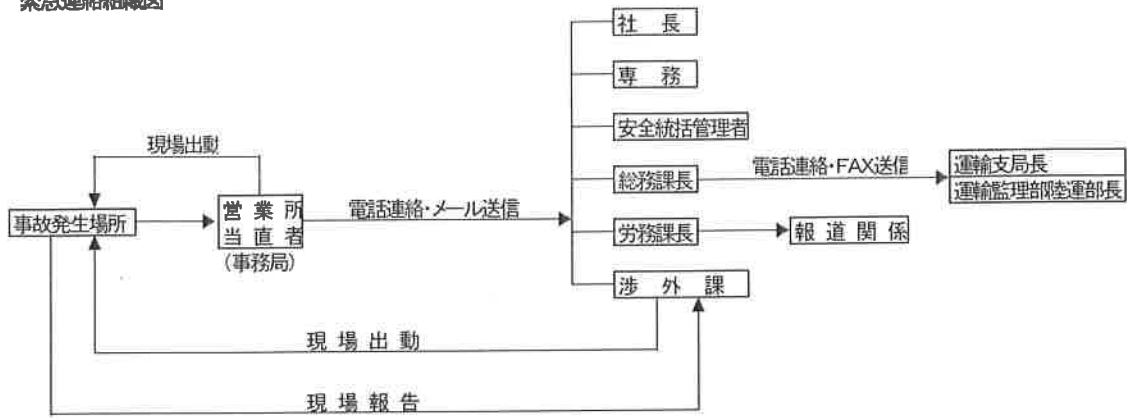 緊急連絡組織図
社長
専務
安全統括管理者
現場出動
総務課長
電話連絡・FAX送信
運輸支局長
運輸監理部陸運部長
事故発生場所
営業所
当直者
(事務局)
電話連絡・メール送信
労務課長
報道関係
渉外課
現場出動
現場報告